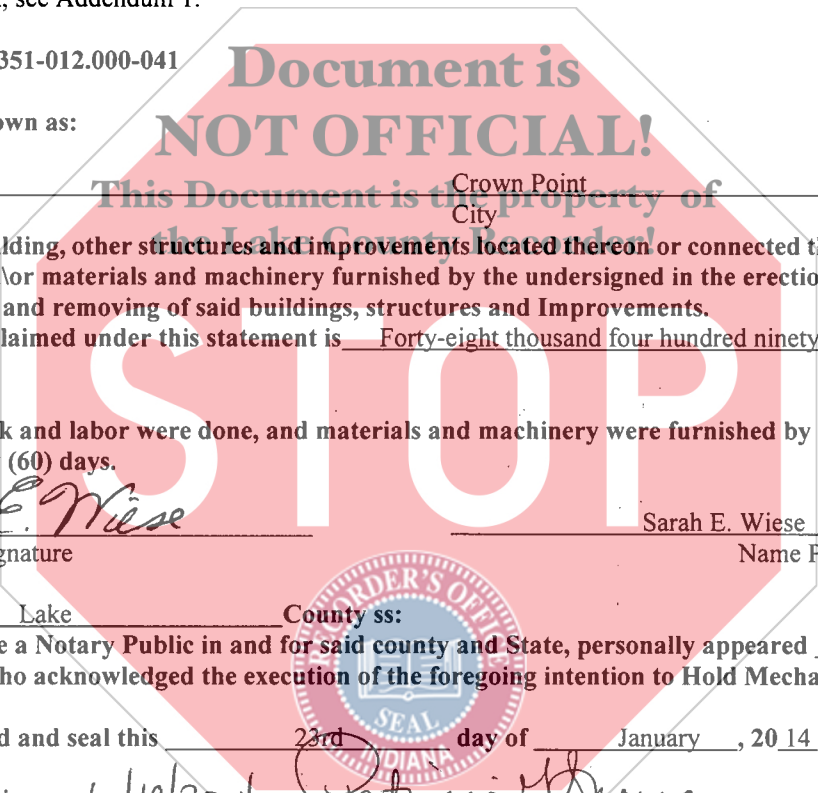 see Addendum 1.
351-012.000-041
Document is
NOT OFFICIAL!
own as:
This Document is the property of
Crown Point
the Lake County Recorder!
City
lding, other structures and improvements located thereon or connected t
\or materials and machinery furnished by the undersigned in the erectio
and removing of said buildings, structures and Improvements.
laimed under this statement is Forty-eight thousand four hundred ninety
STOP
k and labor were done, and materials and machinery were furnished by
(60) days.
E. Wiese
Sarah E. Wiese
gnature
Name P
Lake County ss:
e a Notary Public in and for said county and State, personally appeared
ho acknowledged the execution of the foregoing intention to Hold Mecha
RECORDER'S OFFICE
SEAL
INDIANA
d and seal this 23rd day of January , 20 14